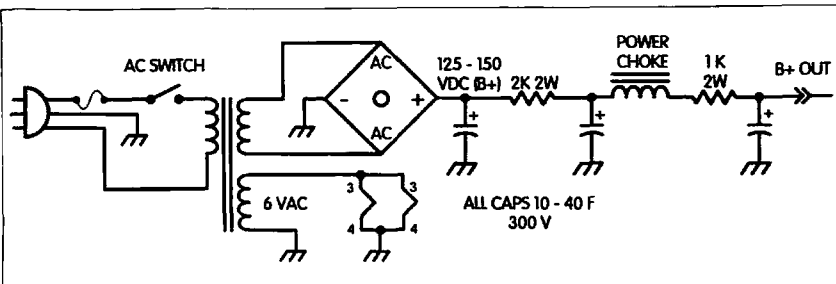 AC SWITCH
AC
- +
AC
125 - 150
VDC (B+)
2K 2W
POWER
CHOKE
1 K
2W
B+ OUT
+
+
+
6 VAC
3
3
4
4
ALL CAPS 10 - 40 F
300 V